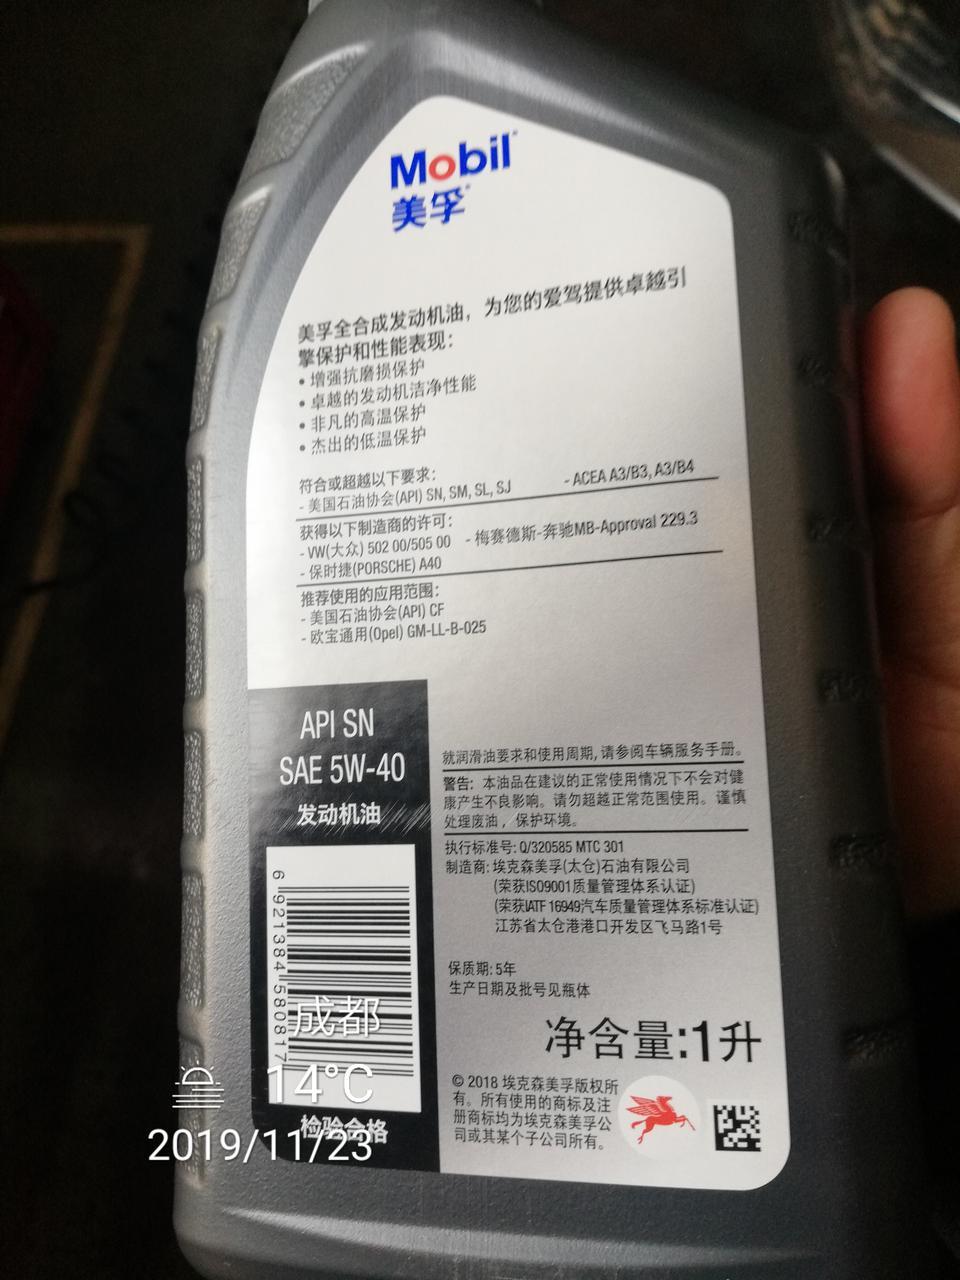 Mobil
美孚
美孚全合成发动机油，为您的爱驾提供卓越引
擎保护和性能表现：
• 增强抗磨损保护
• 卓越的发动机洁净性能
• 非凡的高温保护
• 杰出的低温保护
符合或超越以下要求：
- 美国石油协会(API) SN, SM, SL, SJ - ACEA A3/B3, A3/B4
获得以下制造商的许可：
- VW(大众) 502 00/505 00 - 梅赛德斯-奔驰MB-Approval 229.3
- 保时捷(PORSCHE) A40
推荐使用的应用范围：
- 美国石油协会(API) CF
- 欧宝通用(Opel) GM-LL-B-025
API SN
SAE 5W-40
发动机油
6 921384 580817
检验合格
就润滑油要求和使用周期,请参阅车辆服务手册。
警告：本油品在建议的正常使用情况下不会对健
康产生不良影响。请勿超越正常范围使用。谨慎
处理废油，保护环境。
执行标准号: Q/320585 MTC 301
制造商: 埃克森美孚(太仓)石油有限公司
(荣获ISO9001质量管理体系认证)
(荣获IATF 16949汽车质量管理体系标准认证)
江苏省太仓港港口开发区飞马路1号
保质期: 5年
生产日期及批号见瓶体
净含量:1升
© 2018 埃克森美孚版权所
有。所有使用的商标及注
册商标均为埃克森美孚公
司或其某个子公司所有。
成都
14°C
2019/11/23